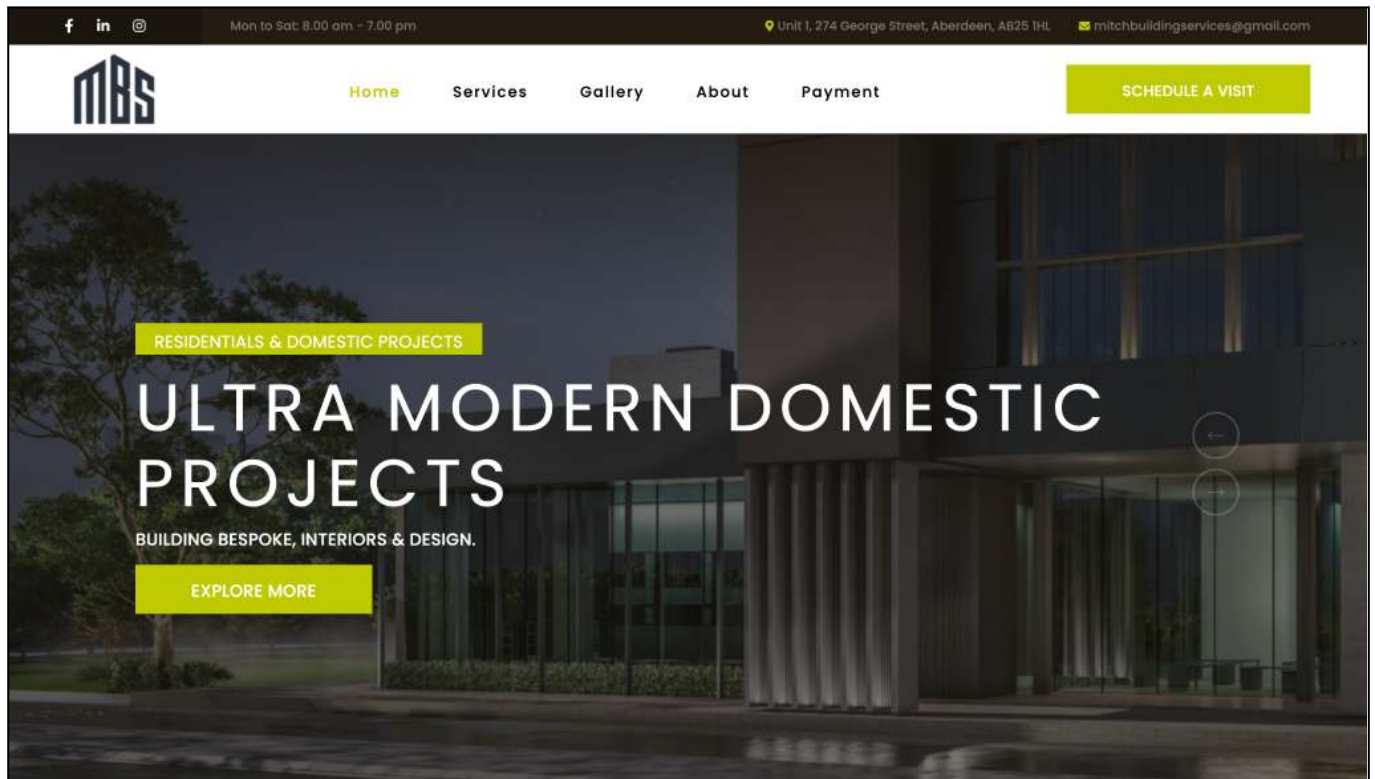 Mon to Sat: 8.00 am - 7.00 pm
Unit 1, 274 George Street, Aberdeen, AB25 1HL
mitchbuildingservices@gmail.com
MBS
Home
Services
Gallery
About
Payment
SCHEDULE A VISIT
RESIDENTIALS & DOMESTIC PROJECTS
ULTRA MODERN DOMESTIC
PROJECTS
BUILDING BESPOKE, INTERIORS & DESIGN.
EXPLORE MORE